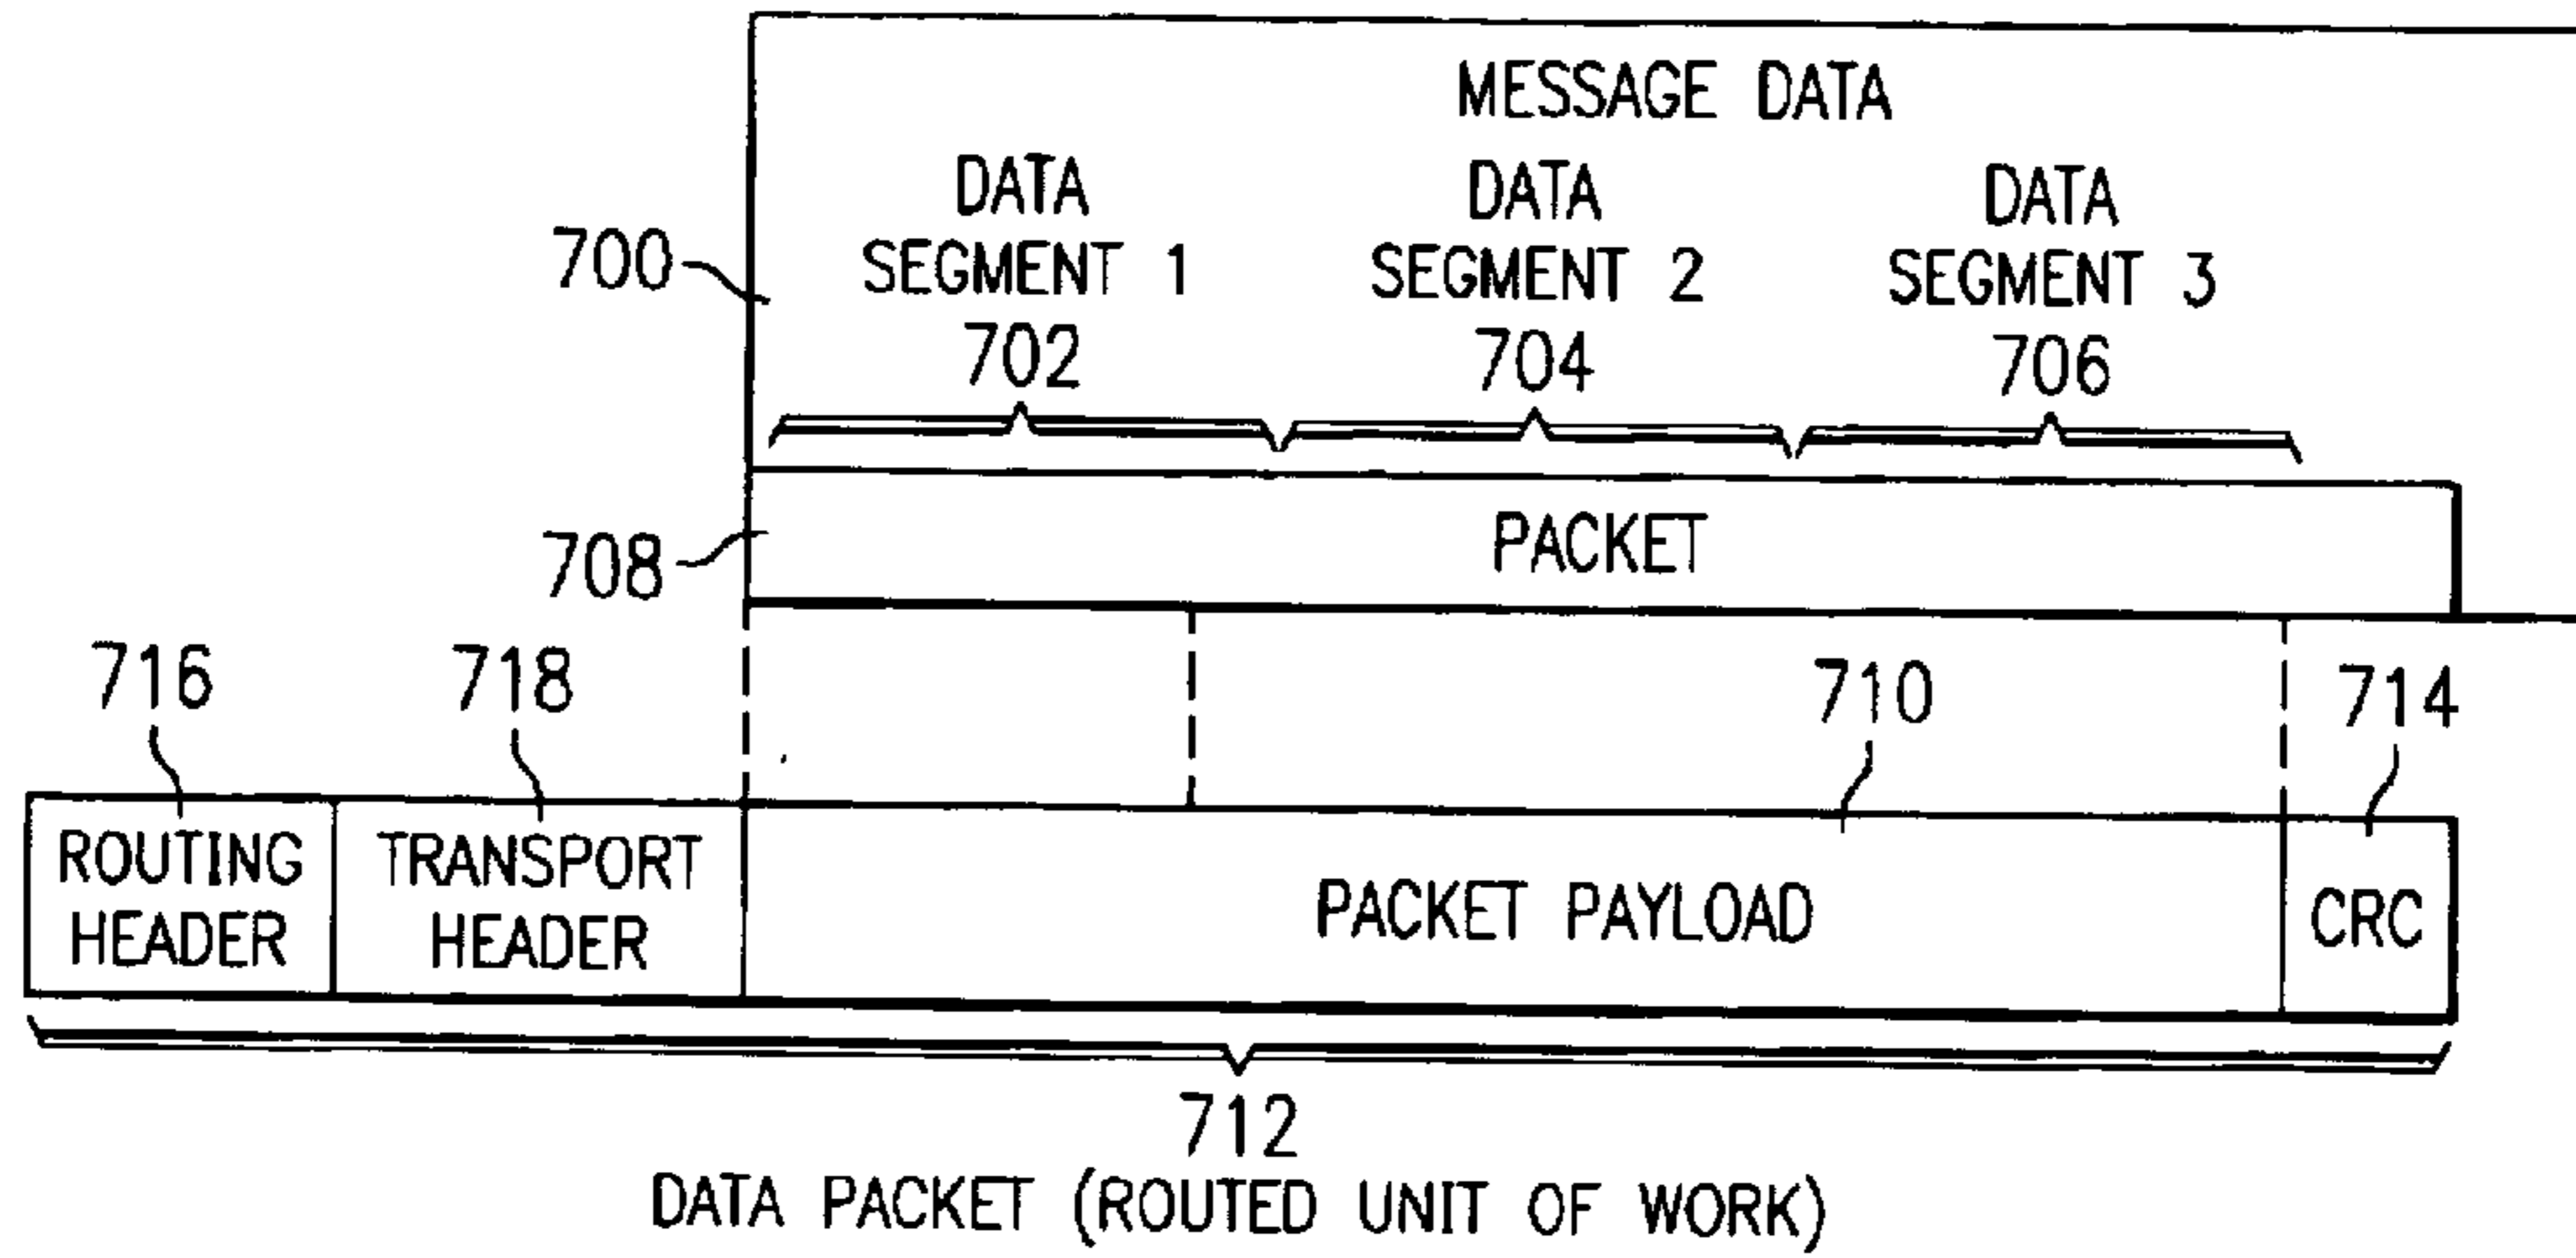 MESSAGE DATA
DATA SEGMENT 1
702
DATA SEGMENT 2
704
DATA SEGMENT 3
706
700
708
PACKET
716
718
710
714
ROUTING HEADER
TRANSPORT HEADER
PACKET PAYLOAD
CRC
712
DATA PACKET (ROUTED UNIT OF WORK)